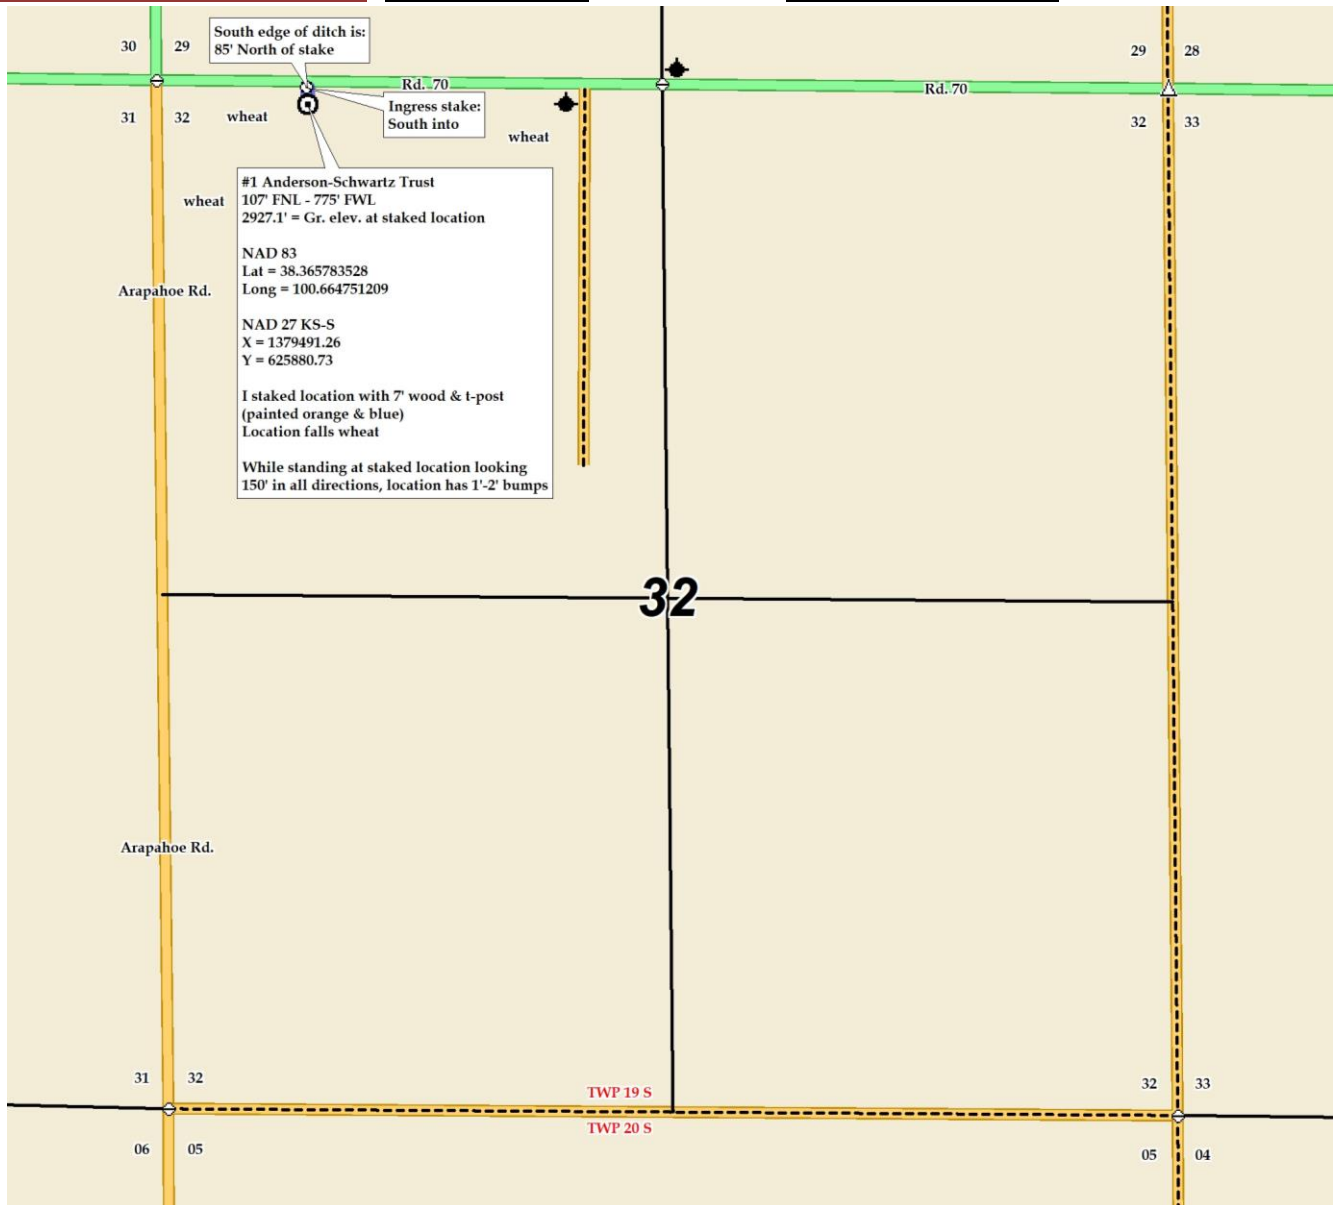 South edge of ditch is:
85' North of stake
30
29
29
28
Rd. 70
Rd. 70
Ingress stake:
South into
31
32
wheat
wheat
32
33
#1 Anderson-Schwartz Trust
107' FNL - 775' FWL
2927.1' = Gr. elev. at staked location
NAD 83
Lat = 38.365783528
Long = 100.664751209
NAD 27 KS-S
X = 1379491.26
Y = 625880.73
I staked location with 7' wood & t-post
(painted orange & blue)
Location falls wheat
While standing at staked location looking
150' in all directions, location has 1'-2' bumps
wheat
Arapahoe Rd.
32
Arapahoe Rd.
31
32
TWP 19 S
32
33
TWP 20 S
06
05
05
04